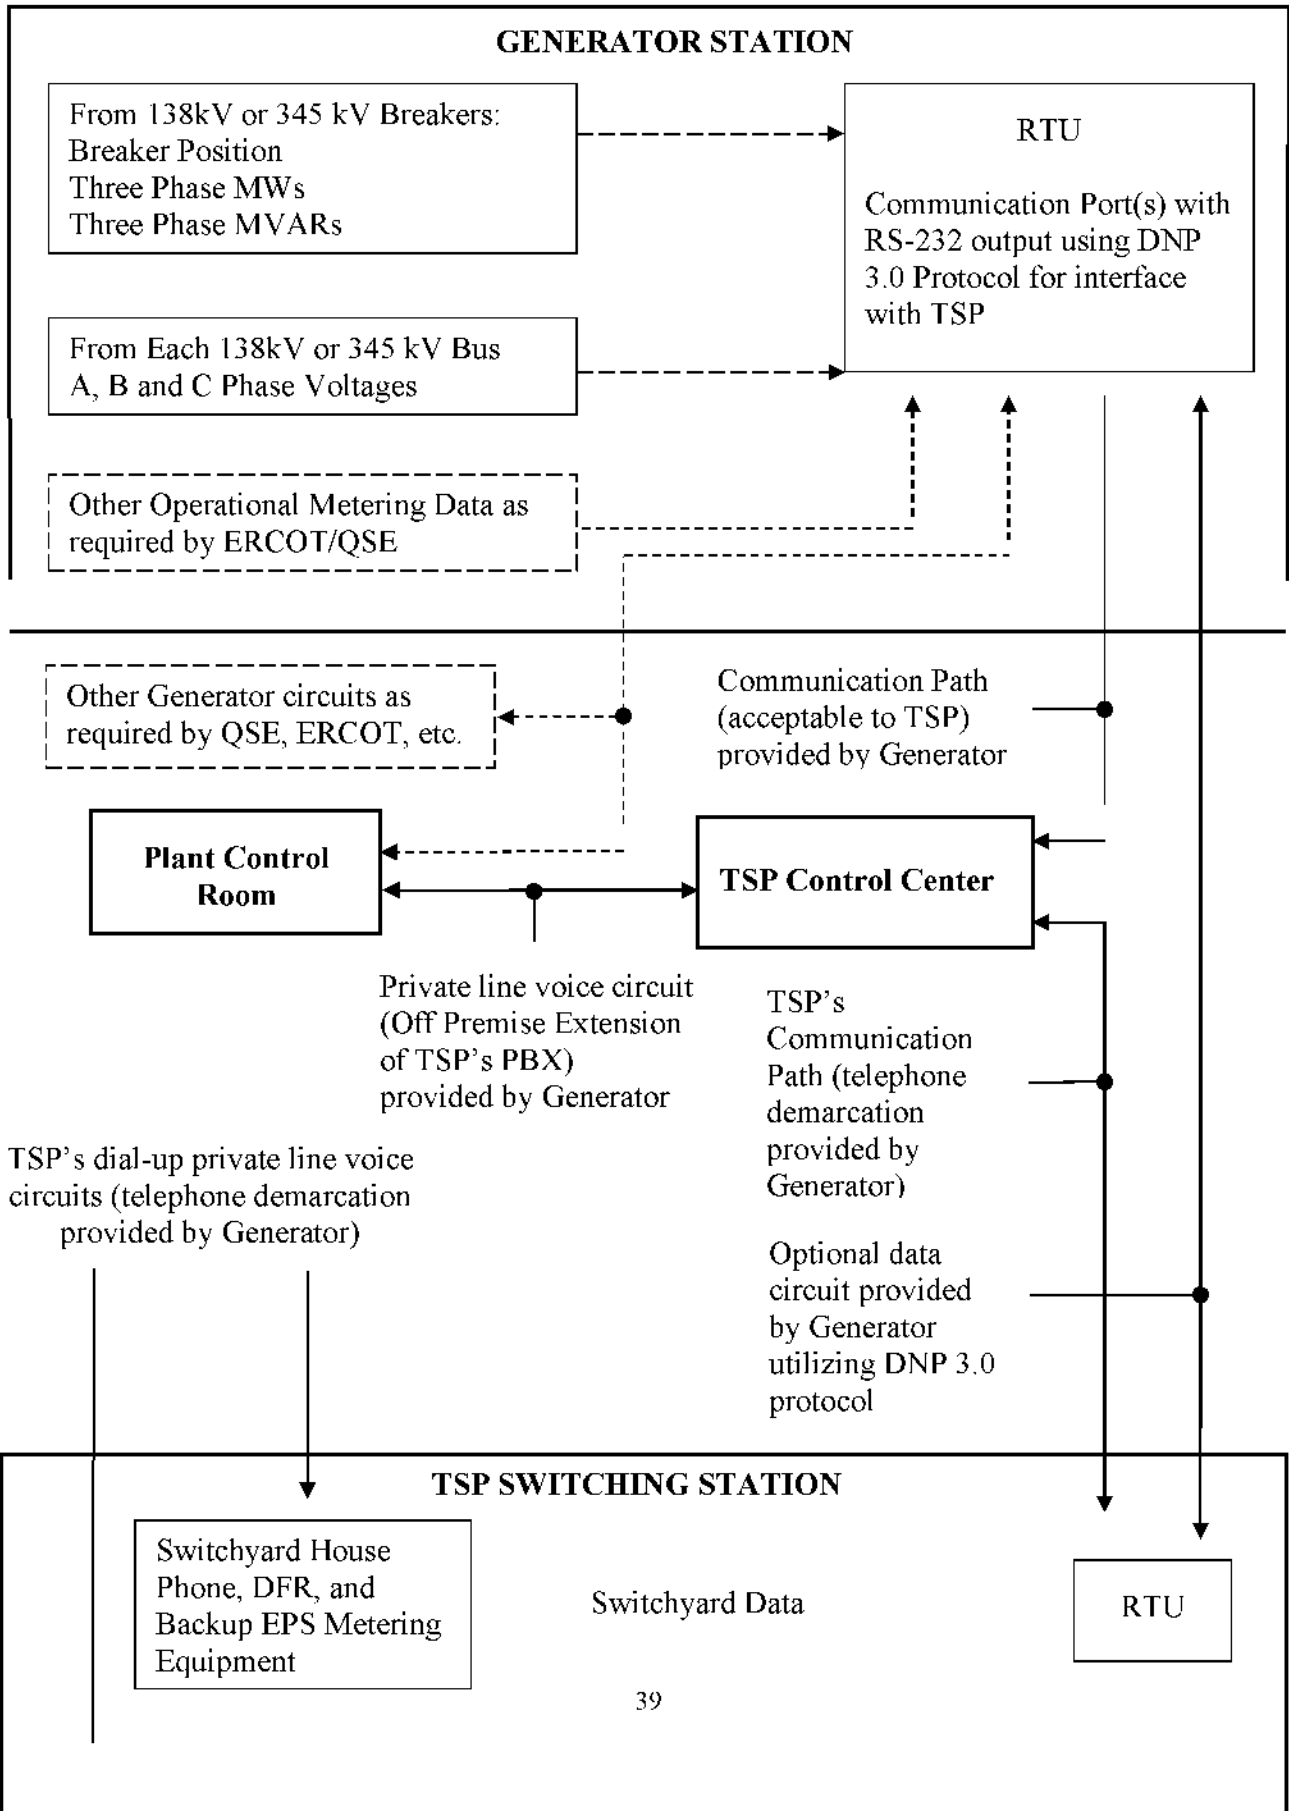 GENERATOR STATION
From 138kV or 345 kV Breakers:
Breaker Position
Three Phase MWs
Three Phase MVARs
RTU
Communication Port(s) with
RS-232 output using DNP
3.0 Protocol for interface
with TSP
From Each 138kV or 345 kV Bus
A, B and C Phase Voltages
Other Operational Metering Data as
required by ERCOT/QSE
Other Generator circuits as
required by QSE, ERCOT, etc.
Communication Path
(acceptable to TSP)
provided by Generator
Plant Control
Room
TSP Control Center
Private line voice circuit
(Off Premise Extension
of TSP's PBX)
provided by Generator
TSP's
Communication
Path (telephone
demarcation
provided by
Generator)
TSP's dial-up private line voice
circuits (telephone demarcation
provided by Generator)
Optional data
circuit provided
by Generator
utilizing DNP 3.0
protocol
TSP SWITCHING STATION
Switchyard House
Phone, DFR, and
Backup EPS Metering
Equipment
Switchyard Data
RTU
39